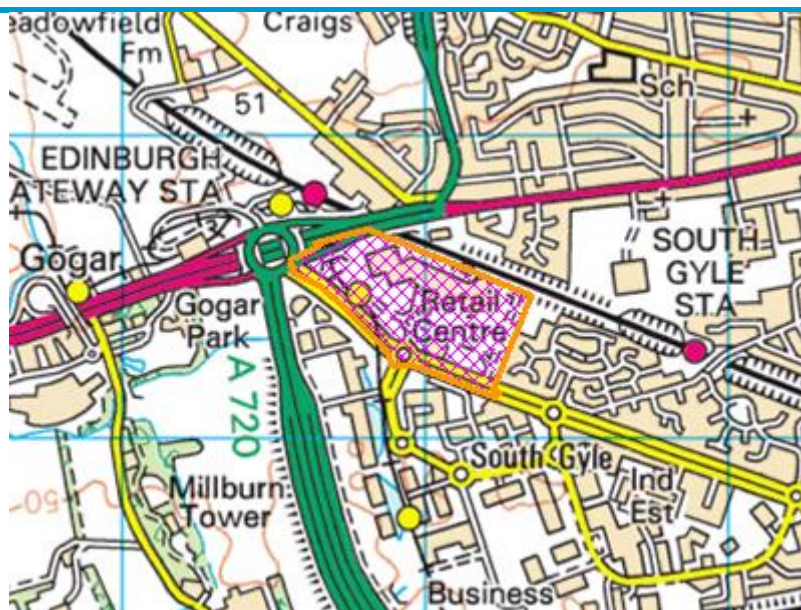 eadowfield
Fm
Craigs
51
Sch
EDINBURGH
ATEWAY STA
Gogar
SOUTH
GYLE
STA
Gogar
Park
Retail
Centre
A 720
South Gyle
Ind
Est
50
Millburn
Tower
Business